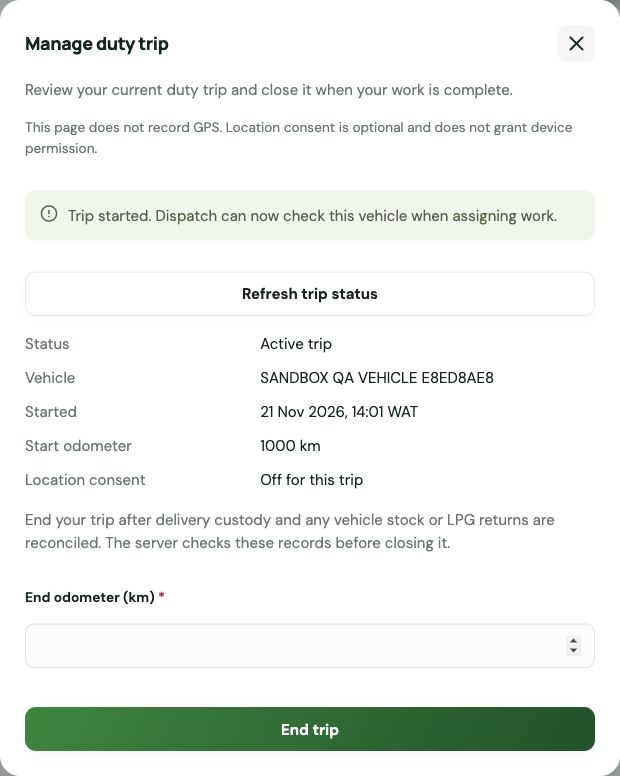 Manage duty trip
Review your current duty trip and close it when your work is complete.
This page does not record GPS. Location consent is optional and does not grant device
permission.
Trip started. Dispatch can now check this vehicle when assigning work.
Refresh trip status
Status Active trip
Vehicle SANDBOX QA VEHICLE E8ED8AE8
Started 21 Nov 2026, 14:01 WAT
Start odometer 1000 km
Location consent Off for this trip
End your trip after delivery custody and any vehicle stock or LPG returns are
reconciled. The server checks these records before closing it.
End odometer (km) *
End trip